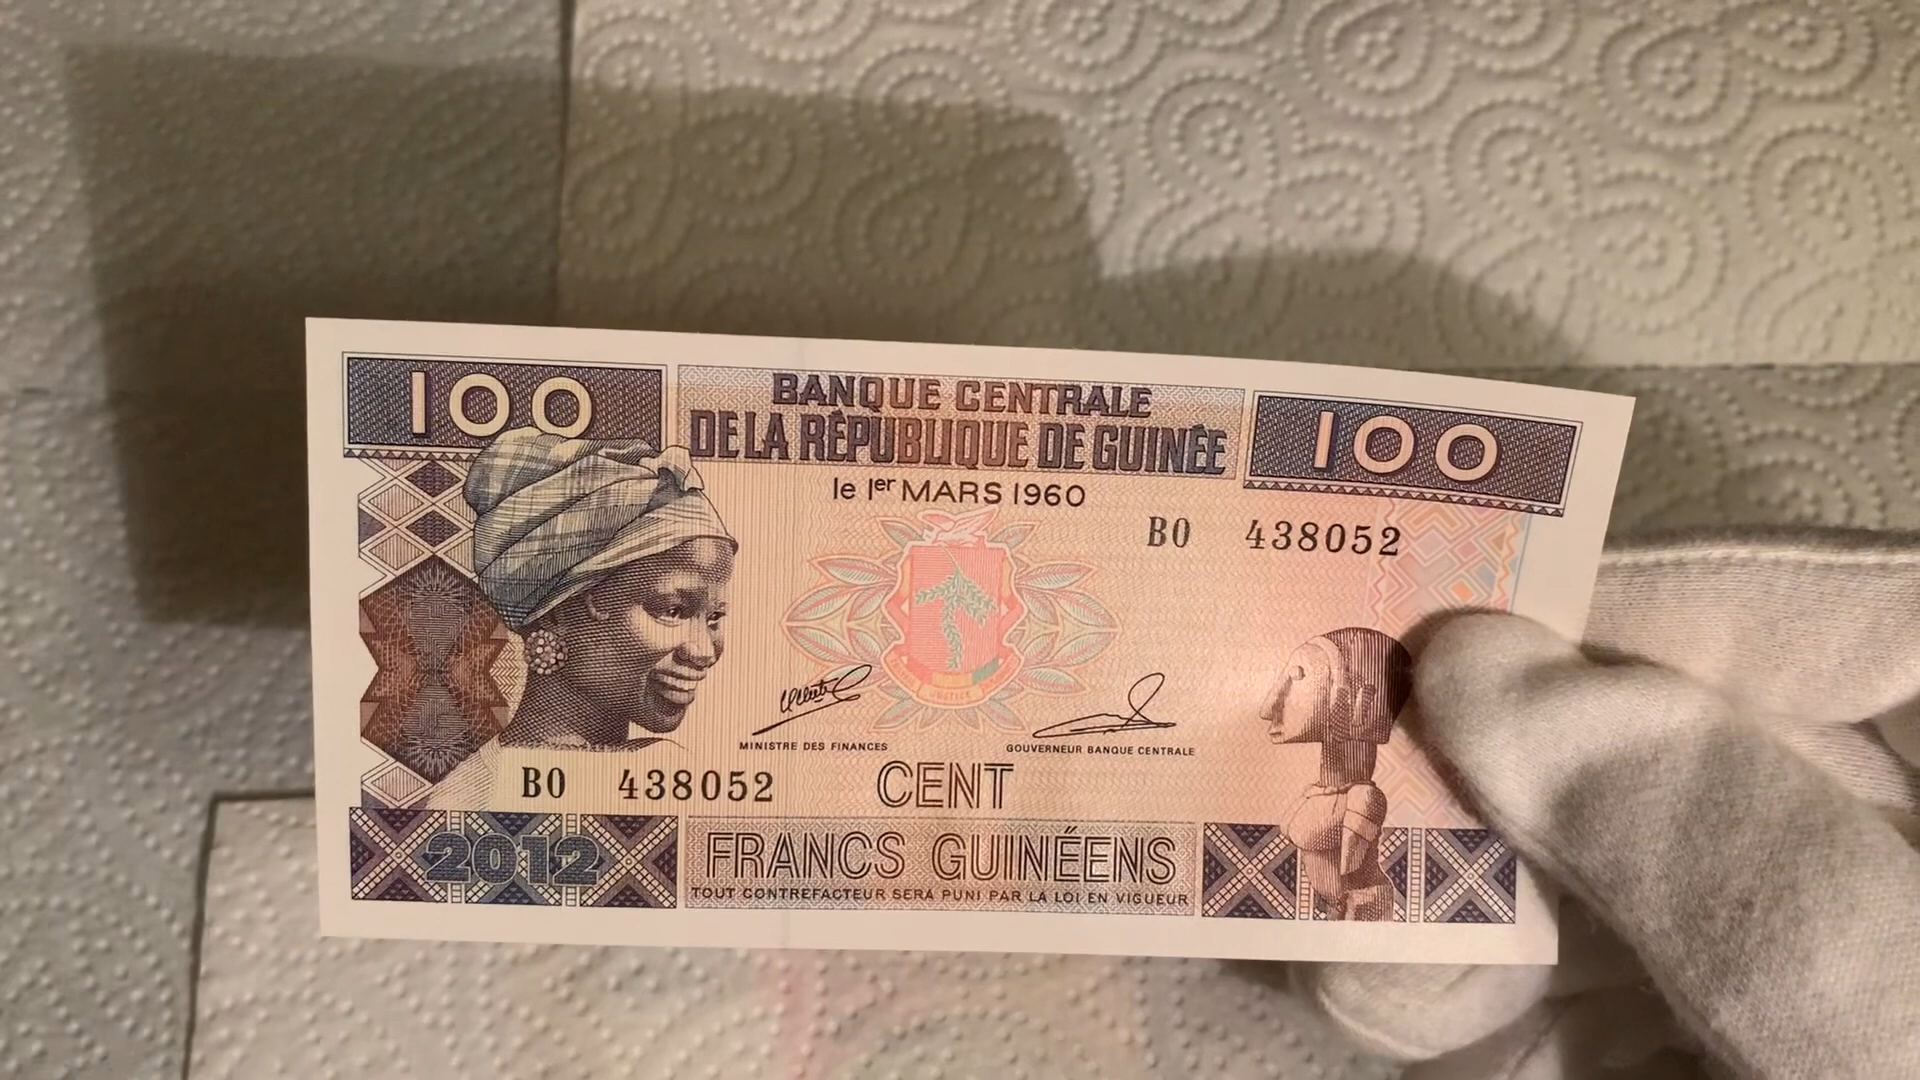 100
BANQUE CENTRALE
DE LA RÉPUBLIQUE DE GUINÉE
100
le 1er MARS 1960
BO 438052
JUSTICE
MINISTRE DES FINANCES
GOUVERNEUR BANQUE CENTRALE
BO 438052
CENT
2012
FRANCS GUINÉENS
TOUT CONTREFACTEUR SERA PUNI PAR LA LOI EN VIGUEUR